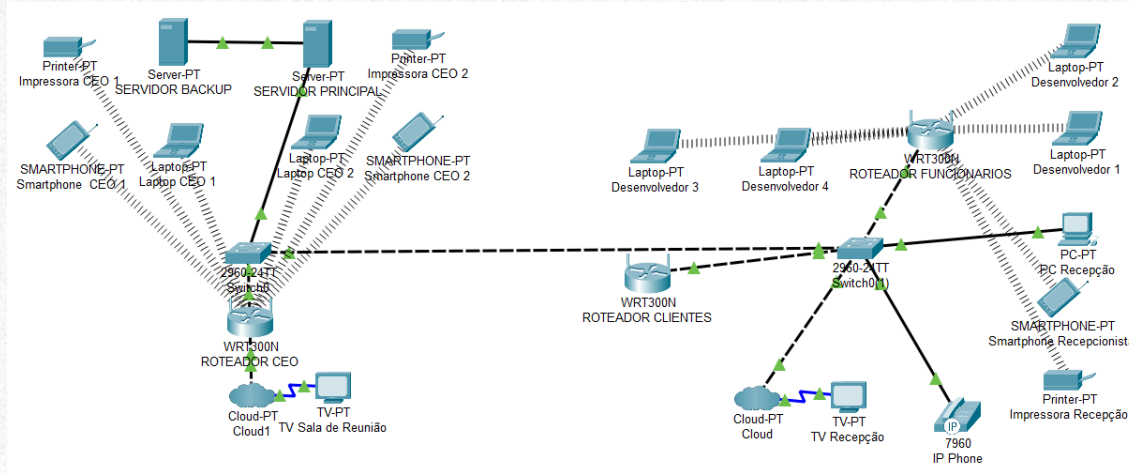 Printer-PT
Impressora CEO 1
Server-PT
SERVIDOR BACKUP
Server-PT
SERVIDOR PRINCIPAL
Printer-PT
Impressora CEO 2
SMARTPHONE-PT
Smartphone CEO 1
Laptop-PT
Laptop CEO 1
Laptop-PT
Laptop CEO 2
SMARTPHONE-PT
Smartphone CEO 2
2960-24TT
Switch0
WRT300N
ROTEADOR CEO
Cloud-PT
Cloud1
TV-PT
TV Sala de Reunião
Laptop-PT
Desenvolvedor 2
Laptop-PT
Desenvolvedor 3
Laptop-PT
Desenvolvedor 4
WRT300N
ROTEADOR FUNCIONARIOS
Laptop-PT
Desenvolvedor 1
WRT300N
ROTEADOR CLIENTES
2960-24TT
Switch0(1)
PC-PT
PC Recepção
SMARTPHONE-PT
Smartphone Recepcionist
Cloud-PT
Cloud
TV-PT
TV Recepção
IP
7960
IP Phone
Printer-PT
Impressora Recepção